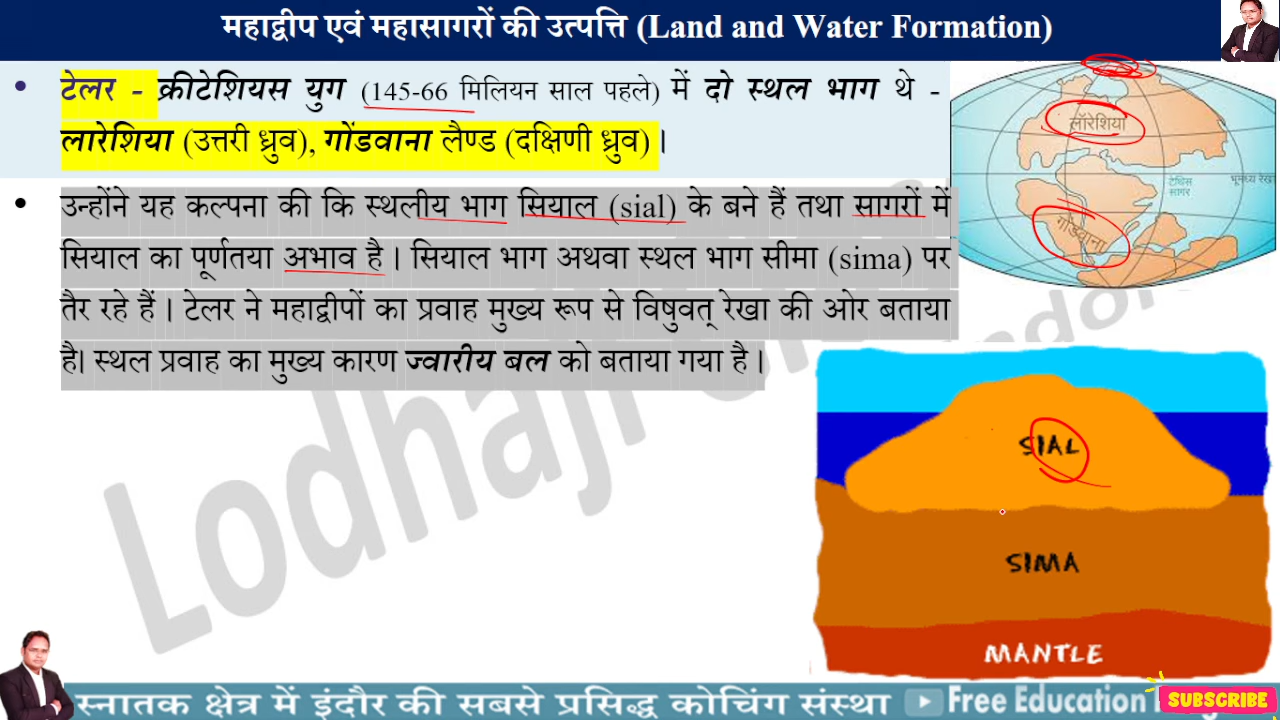 महाद्वीप एवं महासागरों की उत्पत्ति (Land and Water Formation)
• टेलर - क्रीटेशियस युग (145-66 मिलियन साल पहले) में दो स्थल भाग थे -
लारेशिया (उत्तरी ध्रुव), गोंडवाना लैण्ड (दक्षिणी ध्रुव) ।
• उन्होंने यह कल्पना की कि स्थलीय भाग सियाल (sial) के बने हैं तथा सागरों में
सियाल का पूर्णतया अभाव है । सियाल भाग अथवा स्थल भाग सीमा (sima) पर
तैर रहे हैं । टेलर ने महाद्वीपों का प्रवाह मुख्य रूप से विषुवत् रेखा की ओर बताया
है। स्थल प्रवाह का मुख्य कारण ज्वारीय बल को बताया गया है ।
लॉरेशिया
टेथिस
सागर
भूमध्य रेखा
गोंडवाना
SIAL
SIMA
MANTLE
Lodhaji
स्नातक क्षेत्र में इंदौर की सबसे प्रसिद्ध कोचिंग संस्था Free Education
SUBSCRIBE